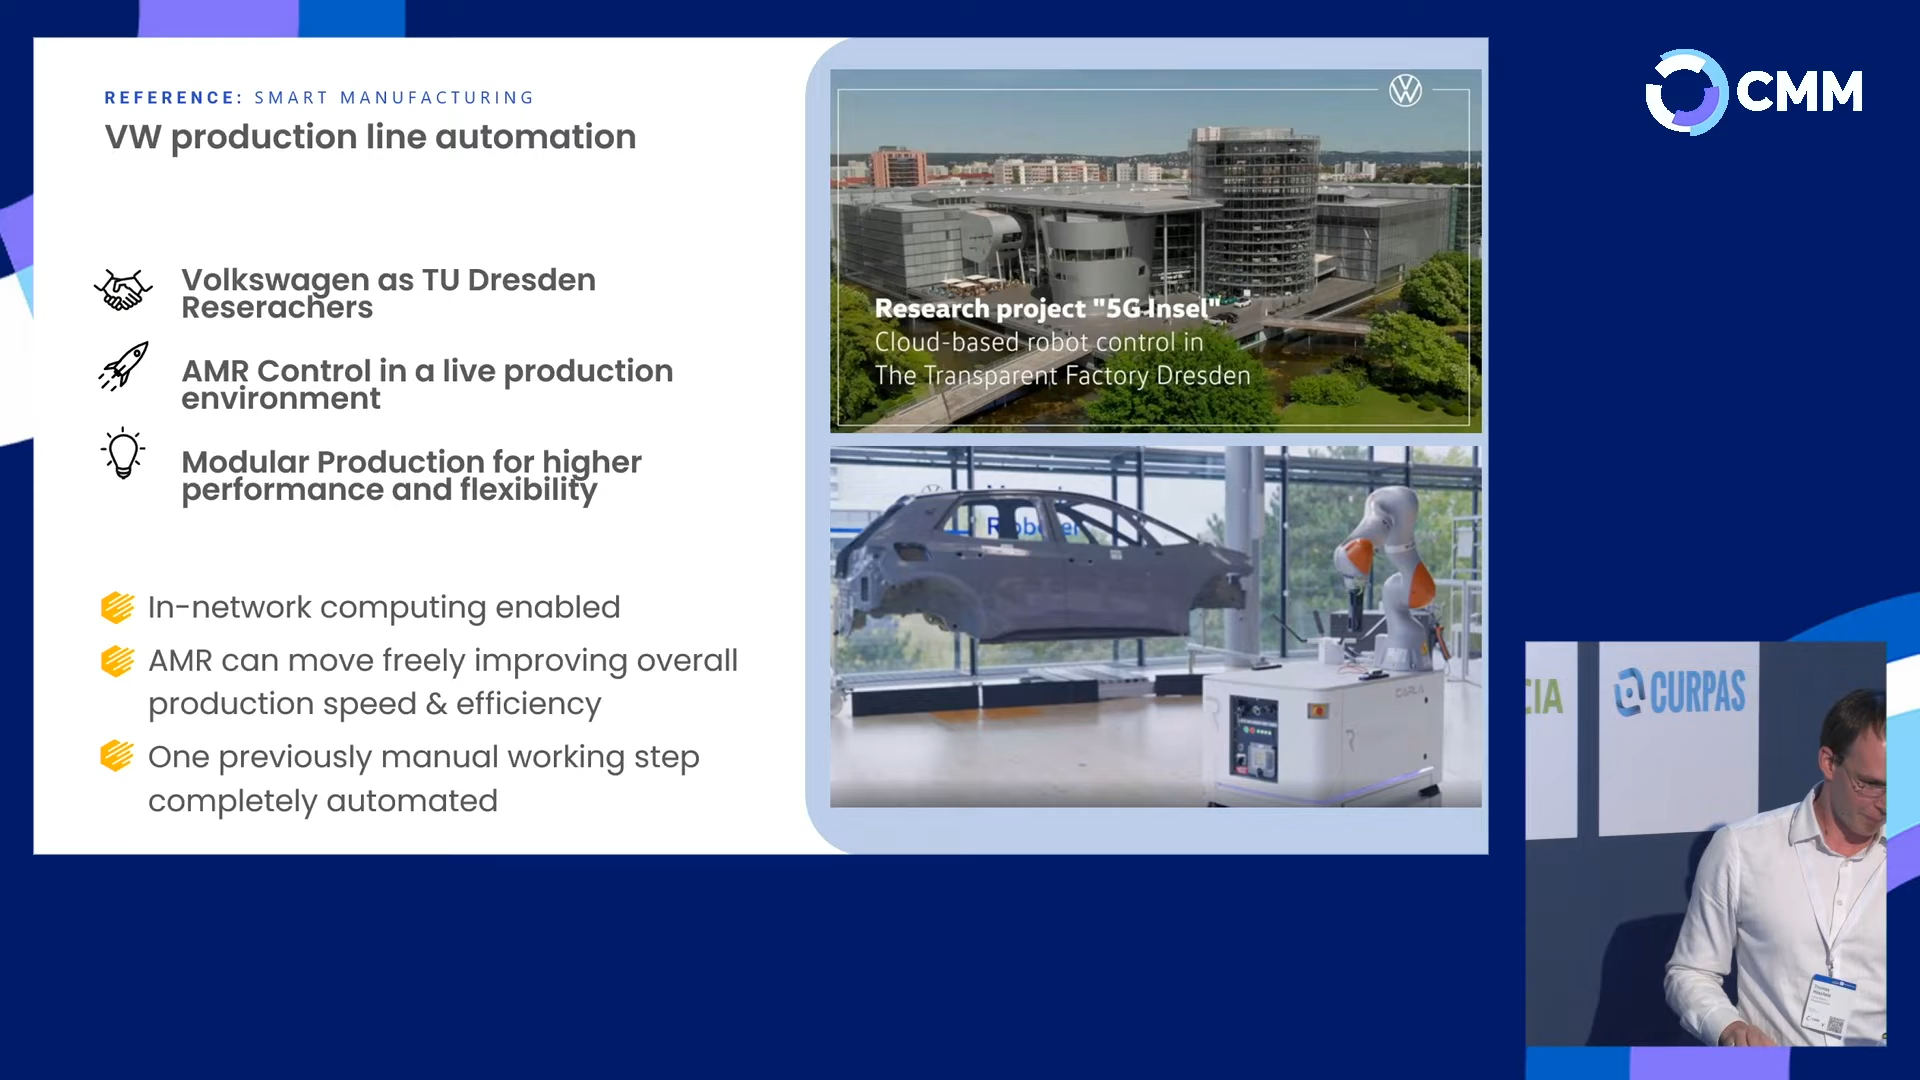 REFERENCE: SMART MANUFACTURING
VW production line automation
Volkswagen as TU Dresden
Reserachers
AMR Control in a live production
environment
Modular Production for higher
performance and flexibility
In-network computing enabled
AMR can move freely improving overall
production speed & efficiency
One previously manual working step
completely automated
Research project "5G Insel"
Cloud-based robot control in
The Transparent Factory Dresden
CARLA
CMM
CIA
CURPAS